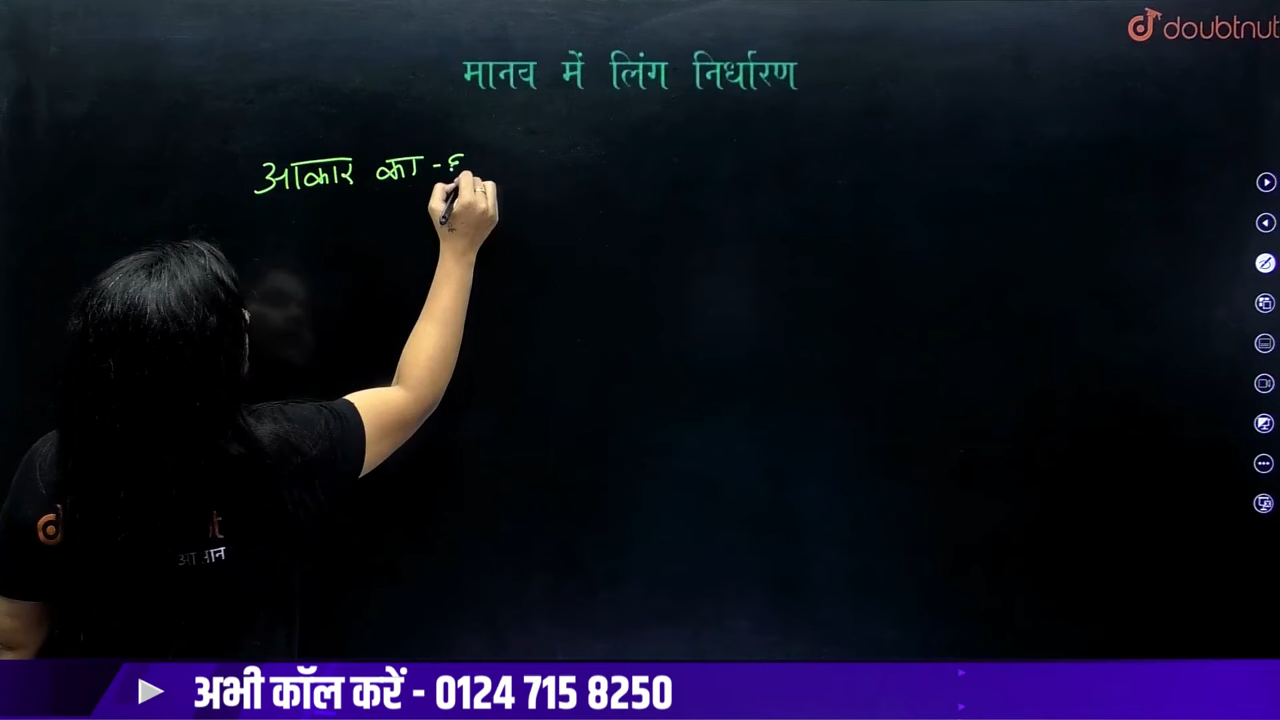 doubtnut
मानव में लिंग निर्धारण
आकार का -
अभी कॉल करें - 0124 715 8250